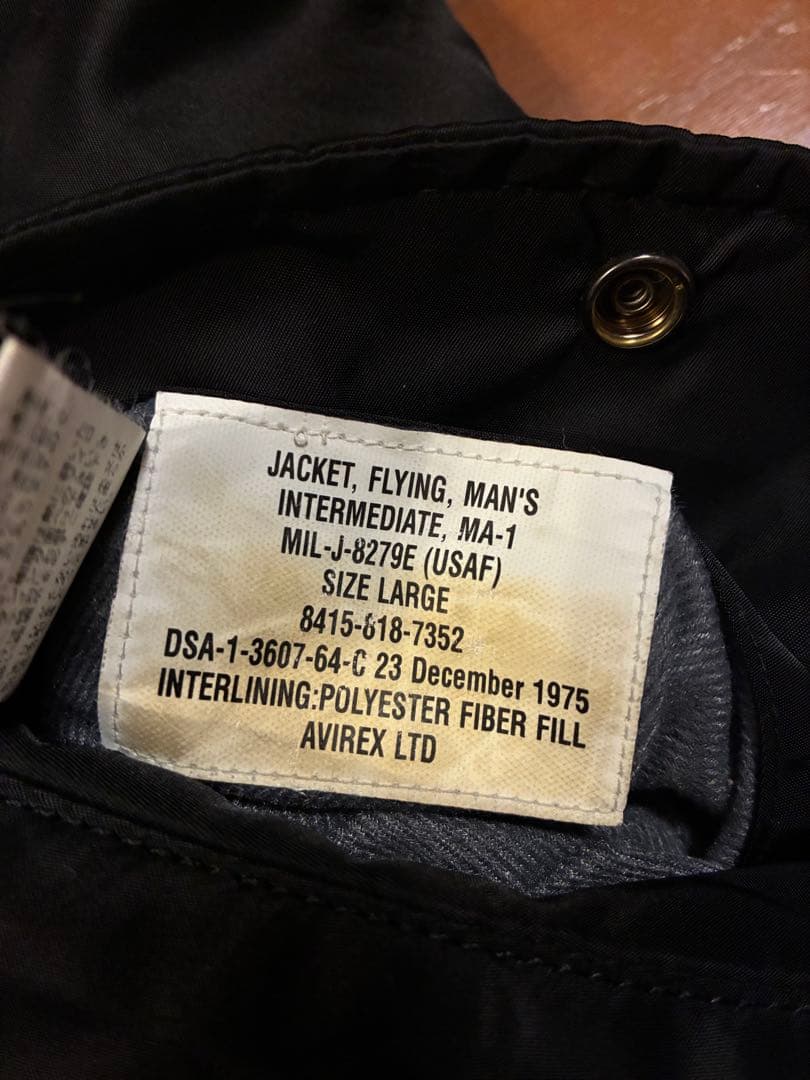 JACKET, FLYING, MAN'S
INTERMEDIATE, MA-1
MIL-J-8279E (USAF)
SIZE LARGE
8415-818-7352
DSA-1-3607-64-C 23 December 1975
INTERLINING:POLYESTER FIBER FILL
AVIREX LTD